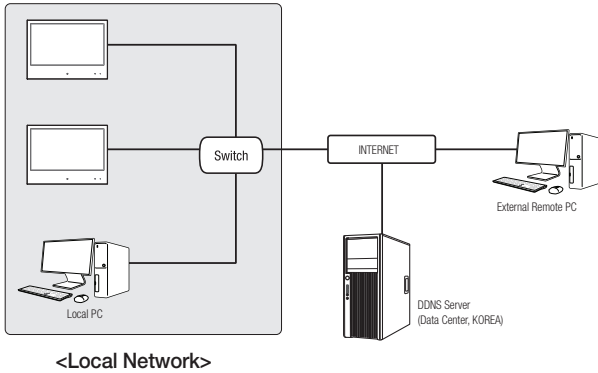 Switch
INTERNET
External Remote PC
Local PC
DDNS Server
(Data Center, KOREA)
<Local Network>